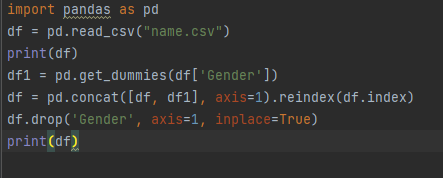 import pandas as pd
df = pd.read_csv("name.csv")
print(df)
df1 = pd.get_dummies(df['Gender'])
df = pd.concat([df, df1], axis=1).reindex(df.index)
df.drop('Gender', axis=1, inplace=True)
print(df)